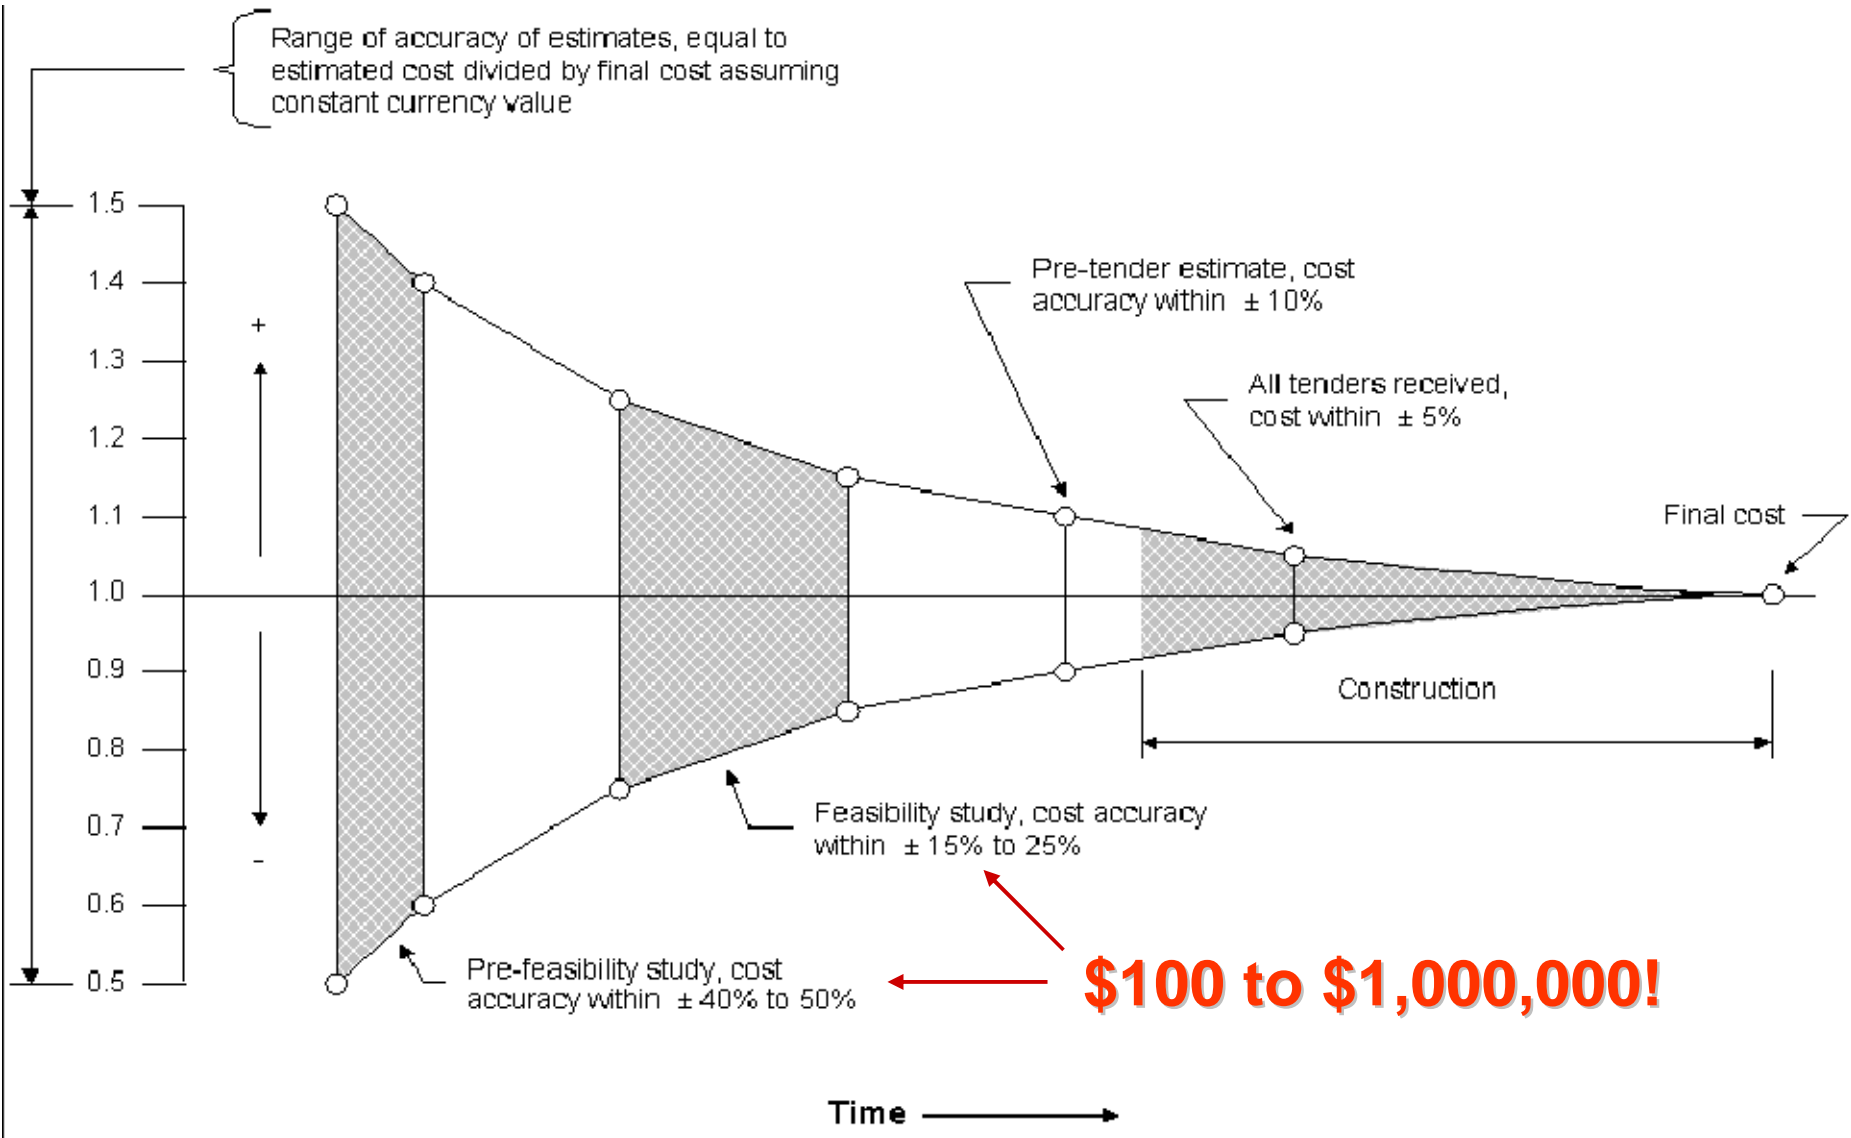 Range of accuracy of estimates, equal to
estimated cost divided by final cost assuming
constant currency value
1.5
1.4
1.3
1.2
1.1
1.0
0.9
0.8
0.7
0.6
0.5
+
–
Pre-tender estimate, cost
accuracy within ± 10%
All tenders received,
cost within ± 5%
Final cost
Construction
Feasibility study, cost accuracy
within ± 15% to 25%
Pre-feasibility study, cost
accuracy within ± 40% to 50%
$100 to $1,000,000!
Time